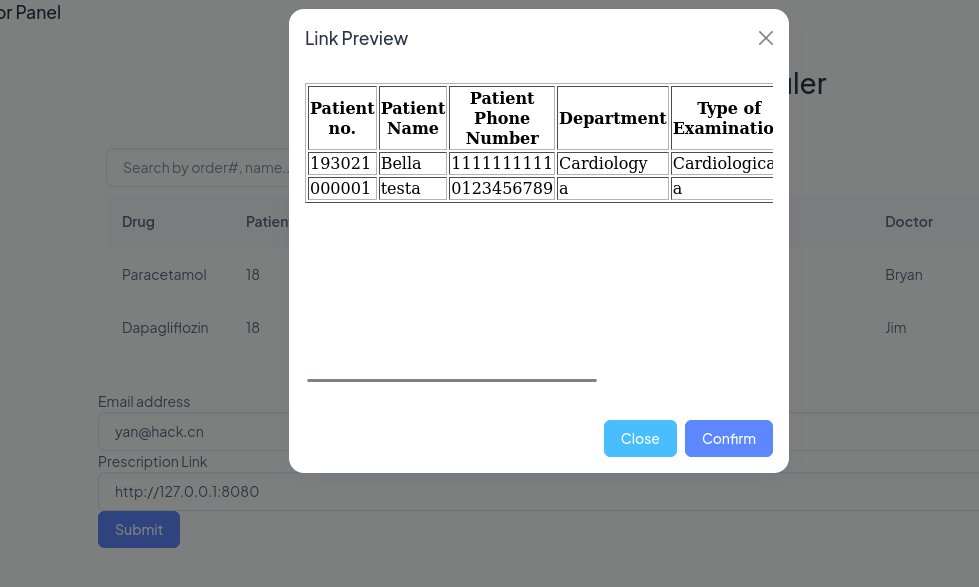 or Panel
Link Preview
uler
Patient no.
Patient Name
Patient Phone Number
Department
Type of Examinatio
193021 Bella 1111111111 Cardiology Cardiologica
000001 testa 0123456789 a a
Search by order#, name..
Drug Patien Doctor
Paracetamol 18 Bryan
Dapagliflozin 18 Jim
Email address
yan@hack.cn
Prescription Link
http://127.0.0.1:8080
Submit
Close Confirm